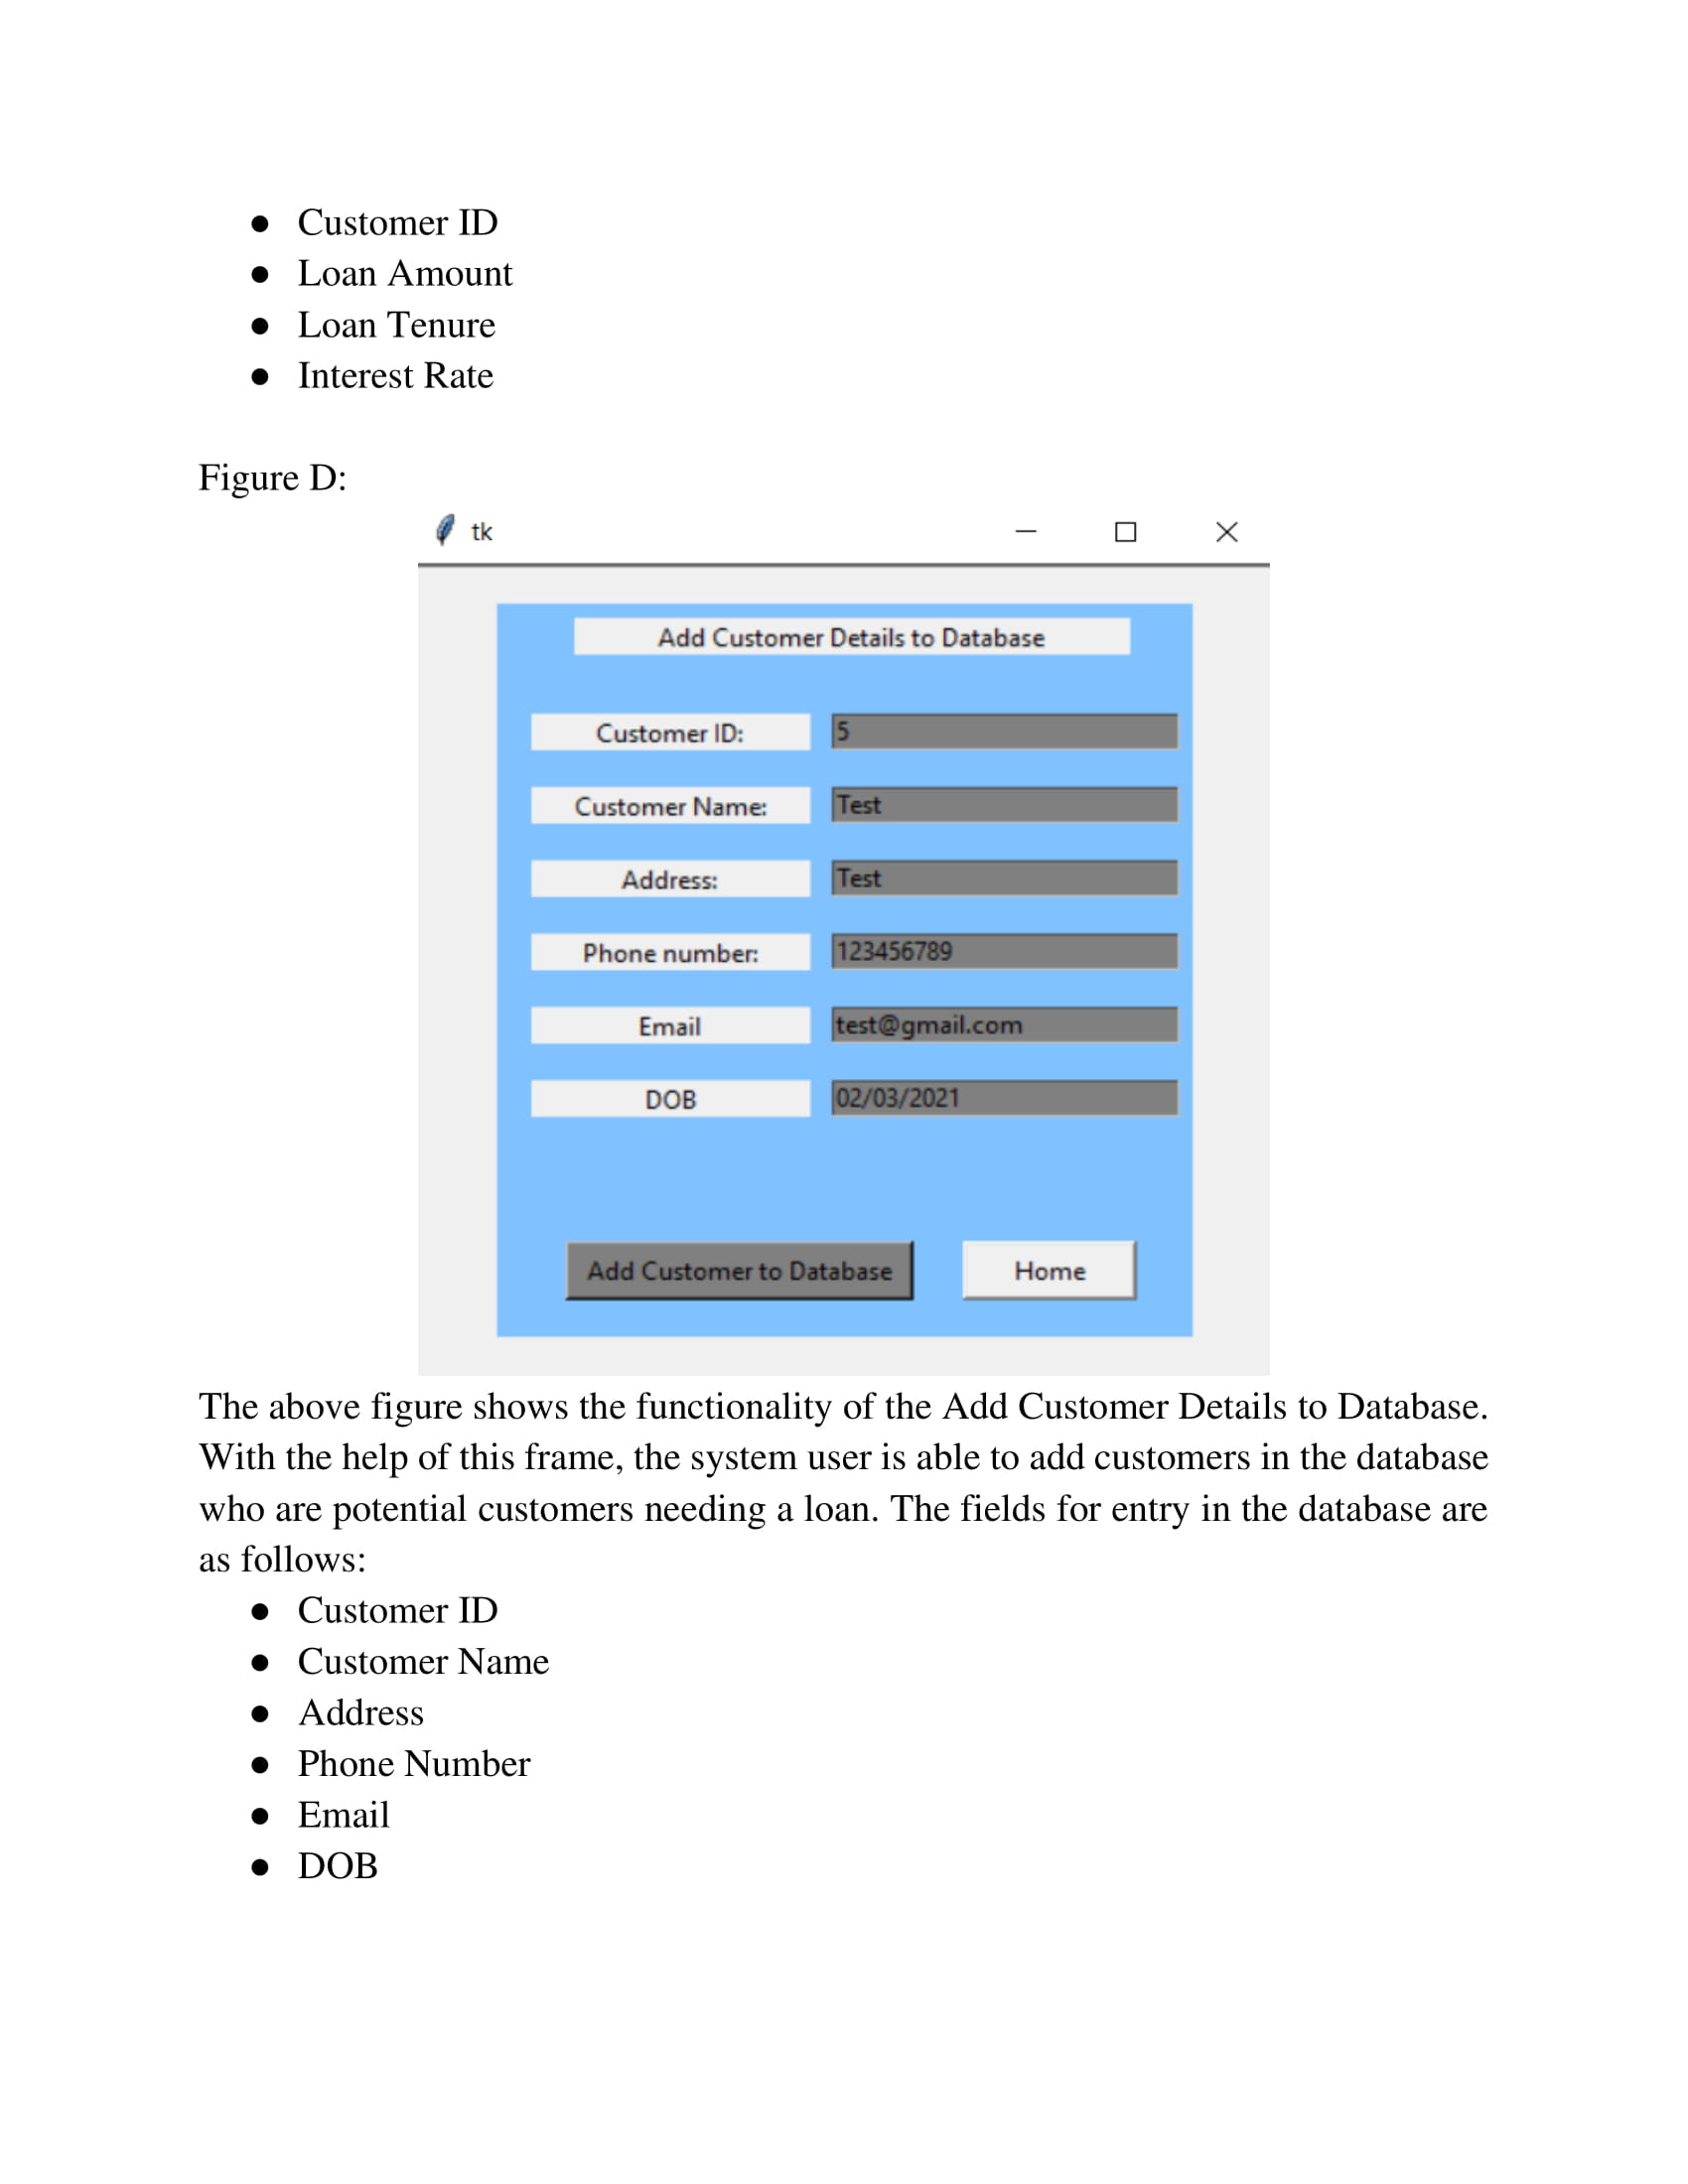 ● Customer ID
● Loan Amount
● Loan Tenure
● Interest Rate
Figure D:
tk
Add Customer Details to Database
Customer ID: 5
Customer Name: Test
Address: Test
Phone number: 123456789
Email test@gmail.com
DOB 02/03/2021
Add Customer to Database Home
The above figure shows the functionality of the Add Customer Details to Database.
With the help of this frame, the system user is able to add customers in the database
who are potential customers needing a loan. The fields for entry in the database are
as follows:
● Customer ID
● Customer Name
● Address
● Phone Number
● Email
● DOB